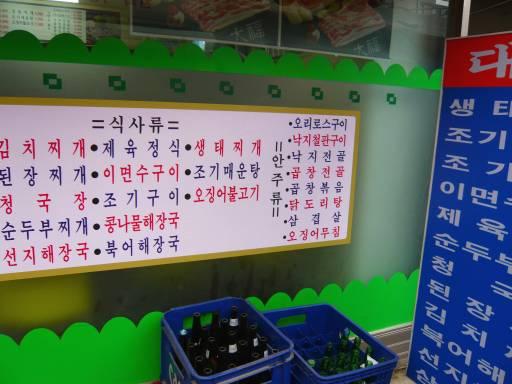 =식사류=
김치찌개 •제육정식 •생태찌개
된장찌개 •이면수구이 •조기매운탕
청국장 •조기구이 •오징어불고기
순두부찌개 •콩나물해장국
선지해장국 •북어해장국
=안주류=
•오리로스구이
•낙지철판구이
•낙지전골
•곱창전골
•곱창볶음
•닭도리탕
•삼겹살
•오징어무침
대
생태
조기
조기
이면수
제육
순두부
청국
된장
김치
북어해
선지